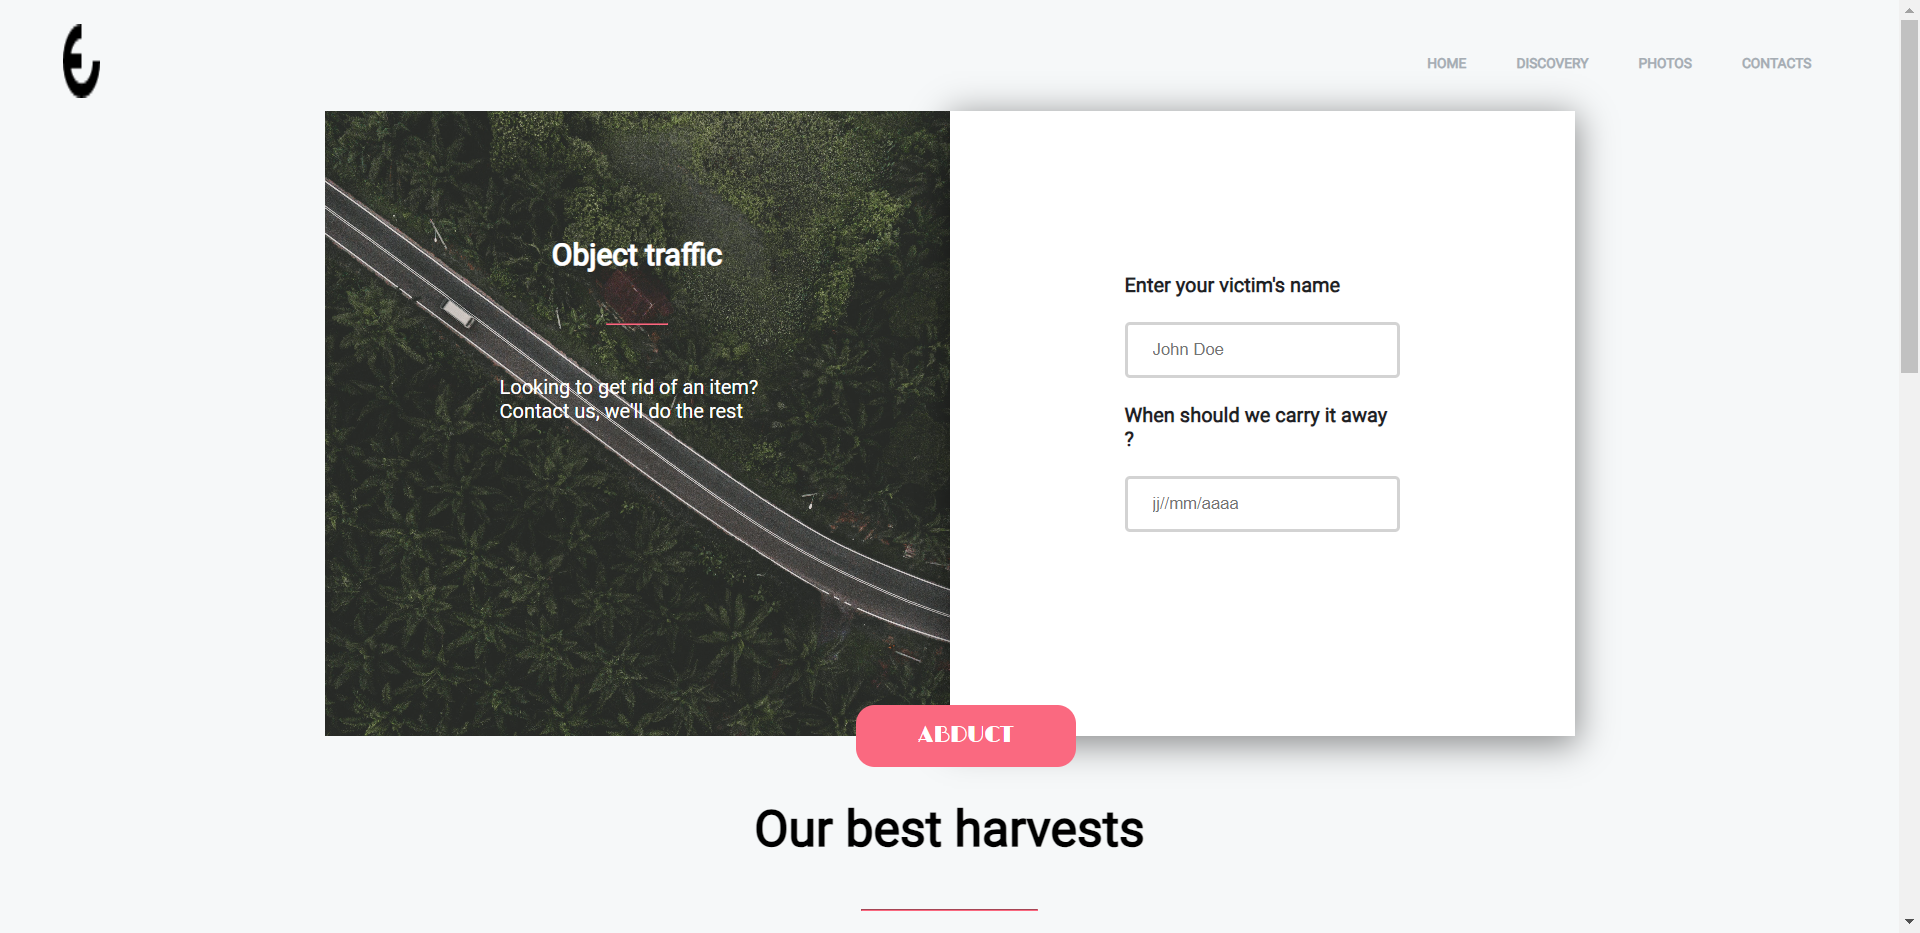 HOME DISCOVERY PHOTOS CONTACTS
Object traffic
Looking to get rid of an item?
Contact us, we'll do the rest
Enter your victim's name
John Doe
When should we carry it away
?
jj//mm/aaaa
ABDUCT
Our best harvests